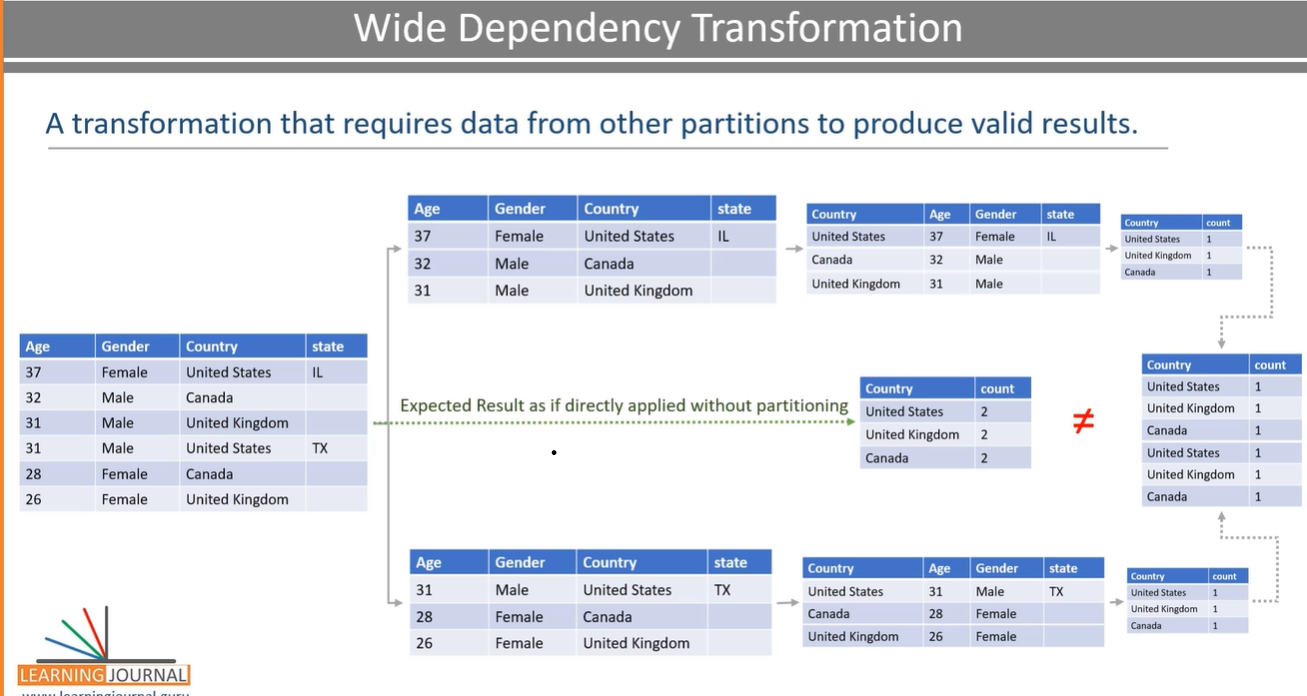 Wide Dependency Transformation
A transformation that requires data from other partitions to produce valid results.
Age Gender Country state
37 Female United States IL
32 Male Canada
31 Male United Kingdom
Country Age Gender state
United States 37 Female IL
Canada 32 Male
United Kingdom 31 Male
Country count
United States 1
United Kingdom 1
Canada 1
Age Gender Country state
37 Female United States IL
32 Male Canada
31 Male United Kingdom
31 Male United States TX
28 Female Canada
26 Female United Kingdom
Expected Result as if directly applied without partitioning
Country count
United States 2
United Kingdom 2
Canada 2
≠
Country count
United States 1
United Kingdom 1
Canada 1
United States 1
United Kingdom 1
Canada 1
Age Gender Country state
31 Male United States TX
28 Female Canada
26 Female United Kingdom
Country Age Gender state
United States 31 Male TX
Canada 28 Female
United Kingdom 26 Female
Country count
United States 1
United Kingdom 1
Canada 1
LEARNING JOURNAL
www.learningjournal.guru